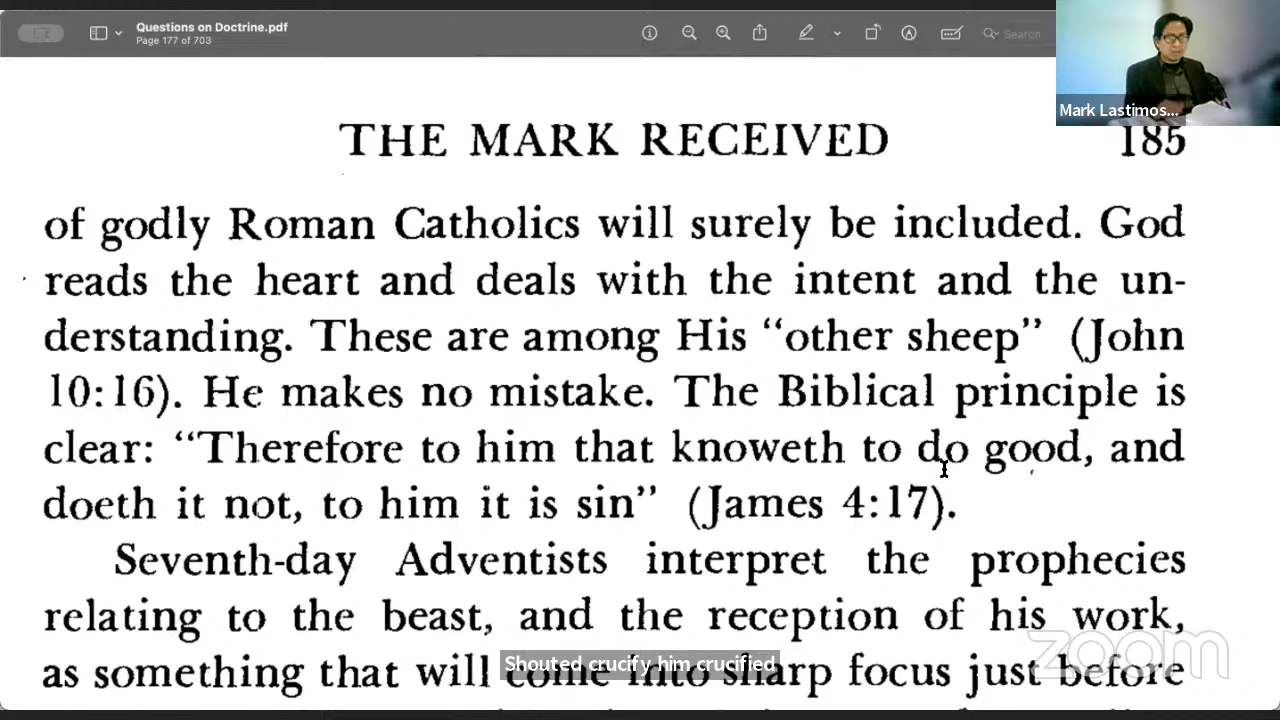 Questions on Doctrine.pdf
Page 177 of 703
Search
Mark Lastimos...
THE MARK RECEIVED 185
of godly Roman Catholics will surely be included. God
reads the heart and deals with the intent and the un-
derstanding. These are among His “other sheep” (John
10:16). He makes no mistake. The Biblical principle is
clear: “Therefore to him that knoweth to do good, and
doeth it not, to him it is sin” (James 4:17).
Seventh-day Adventists interpret the prophecies
relating to the beast, and the reception of his work,
as something that will come into sharp focus just before
Shouted crucify him crucified
zoom